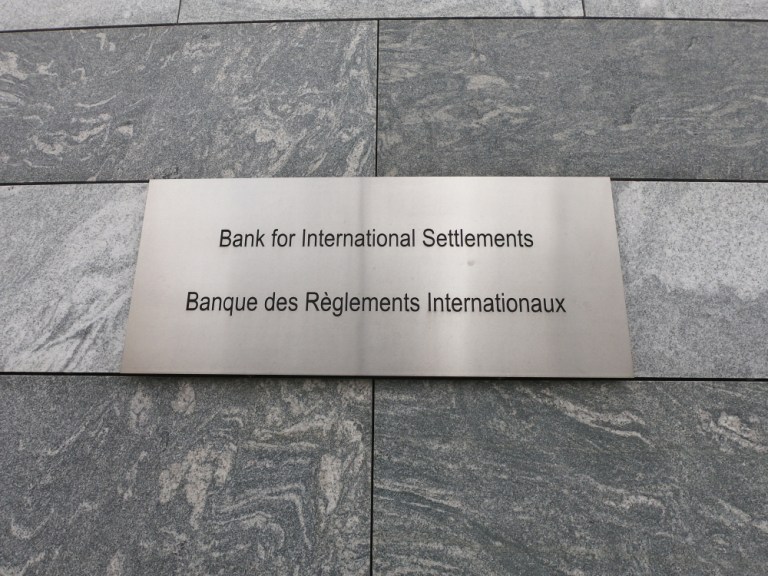 Bank for International Settlements
Banque des Règlements Internationaux